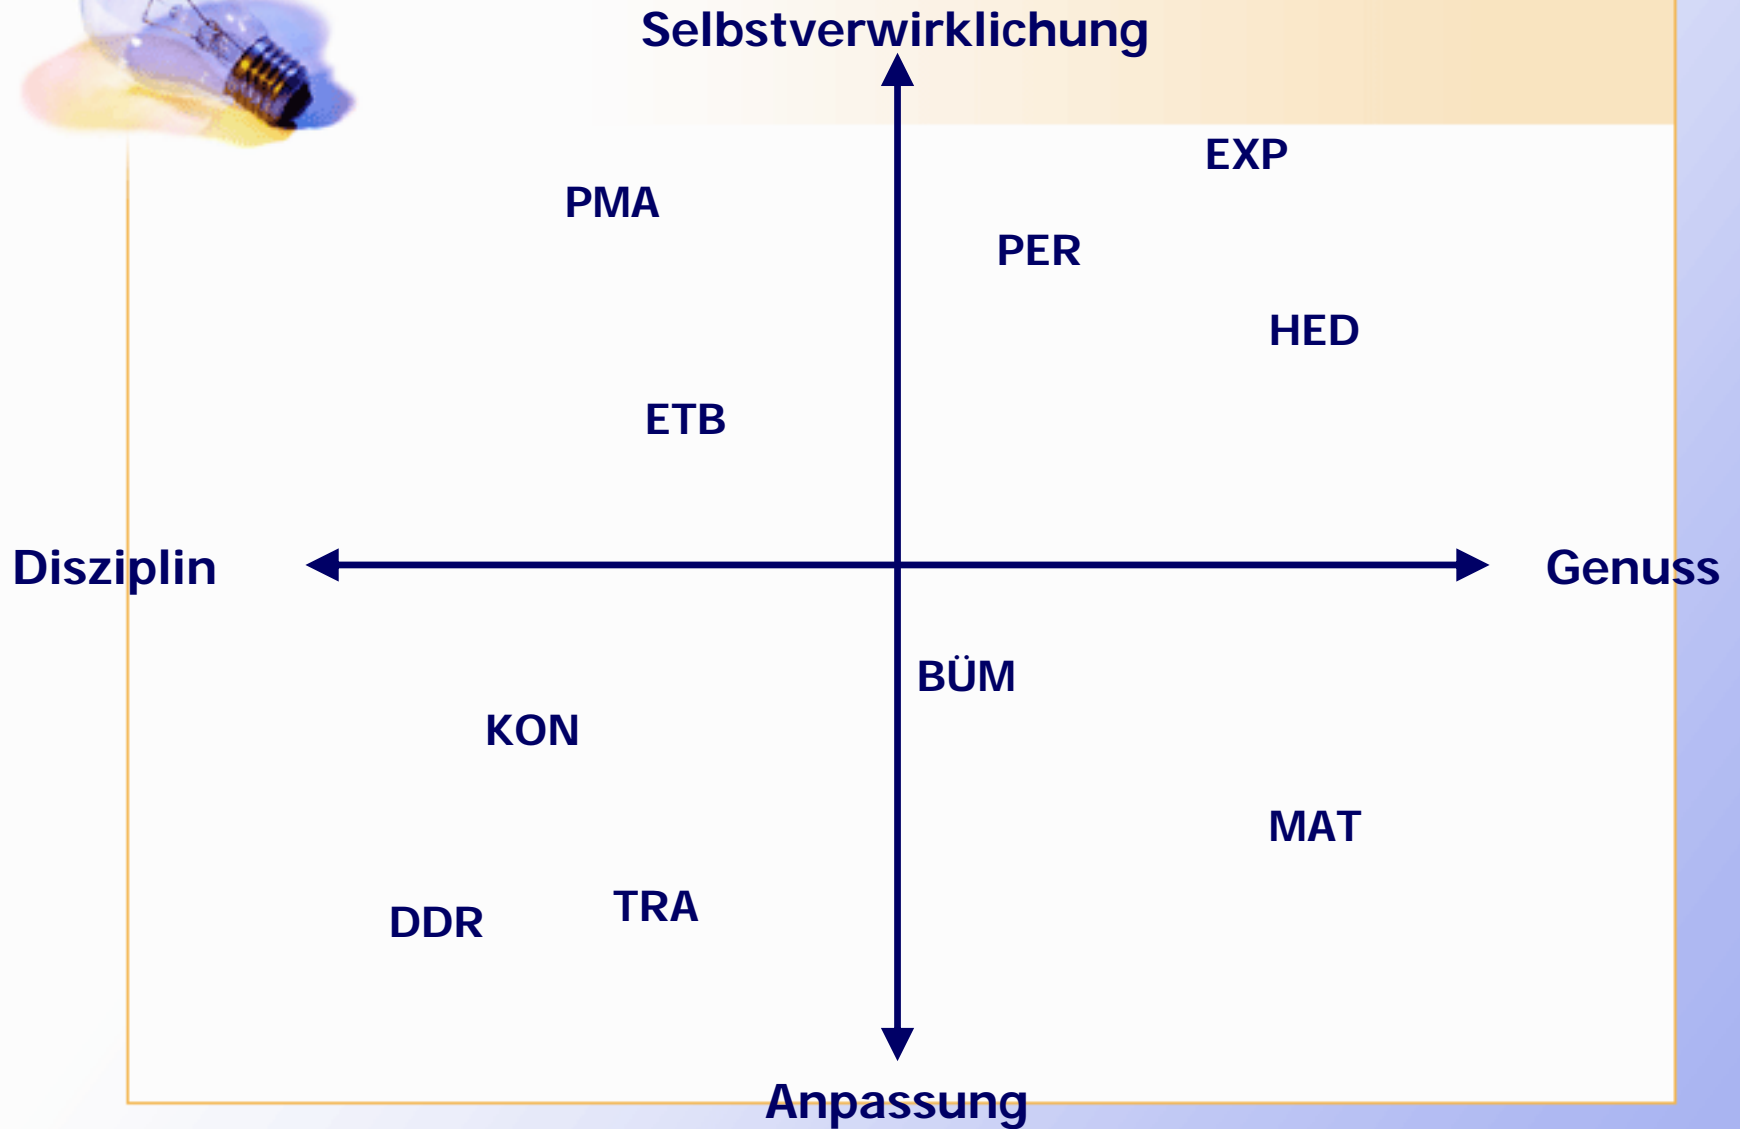 Selbstverwirklichung
EXP
PMA
PER
HED
ETB
Disziplin
Genuss
BÜM
KON
MAT
TRA
DDR
Anpassung